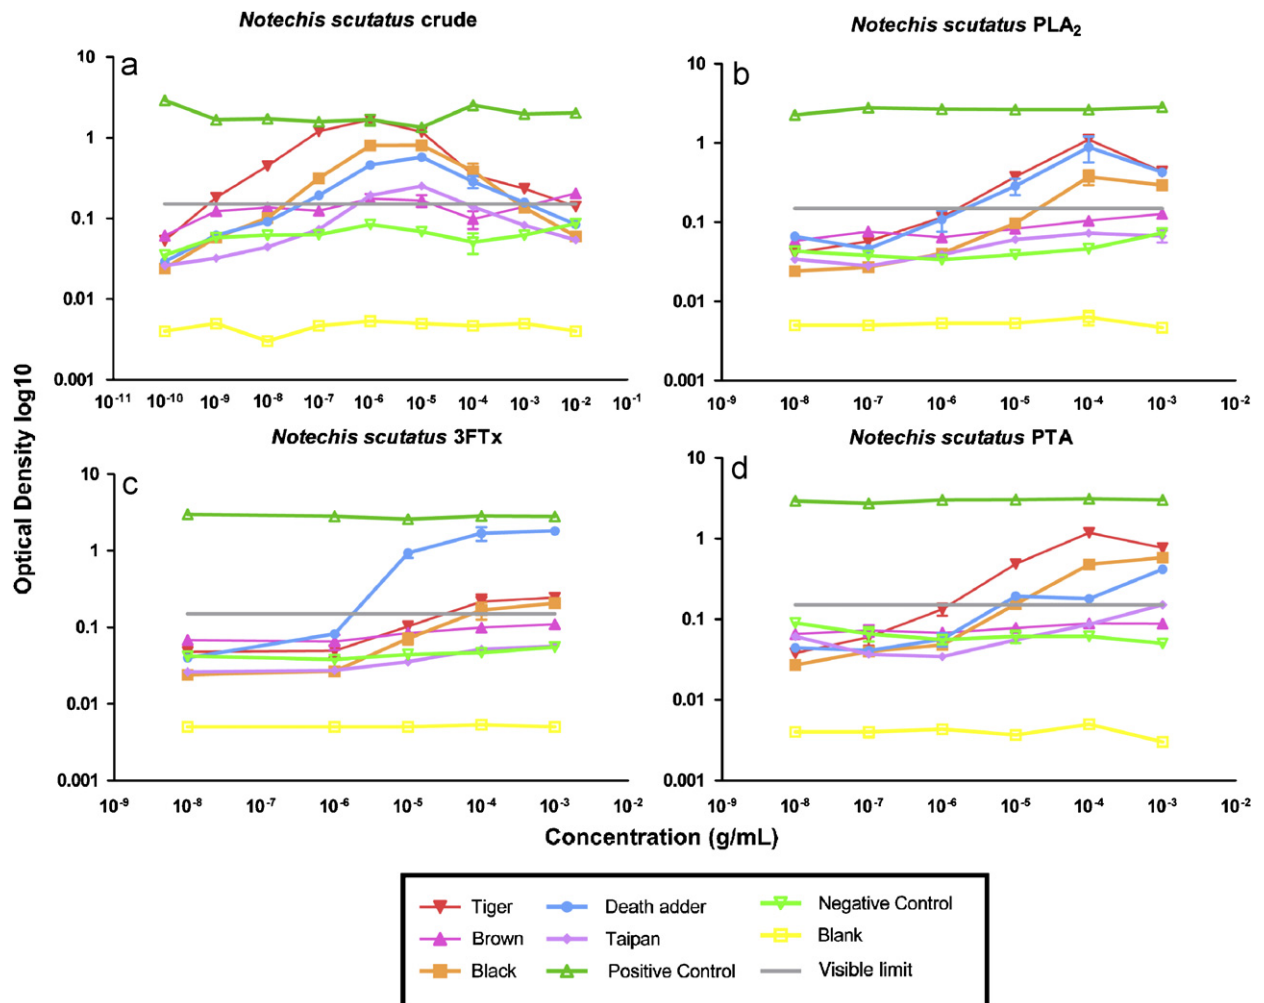 Notechis scutatus crude
Notechis scutatus PLA₂
a
10
1
0.1
0.01
0.001
10⁻¹¹ 10⁻¹⁰ 10⁻⁹ 10⁻⁸ 10⁻⁷ 10⁻⁶ 10⁻⁵ 10⁻⁴ 10⁻³ 10⁻² 10⁻¹
b
10
1
0.1
0.01
0.001
10⁻⁹ 10⁻⁸ 10⁻⁷ 10⁻⁶ 10⁻⁵ 10⁻⁴ 10⁻³ 10⁻²
Optical Density log10
Notechis scutatus 3FTx
Notechis scutatus PTA
c
10
1
0.1
0.01
0.001
10⁻⁹ 10⁻⁸ 10⁻⁷ 10⁻⁶ 10⁻⁵ 10⁻⁴ 10⁻³ 10⁻²
d
10
1
0.1
0.01
0.001
10⁻⁹ 10⁻⁸ 10⁻⁷ 10⁻⁶ 10⁻⁵ 10⁻⁴ 10⁻³ 10⁻²
Concentration (g/mL)
Tiger Death adder Negative Control
Brown Taipan Blank
Black Positive Control Visible limit